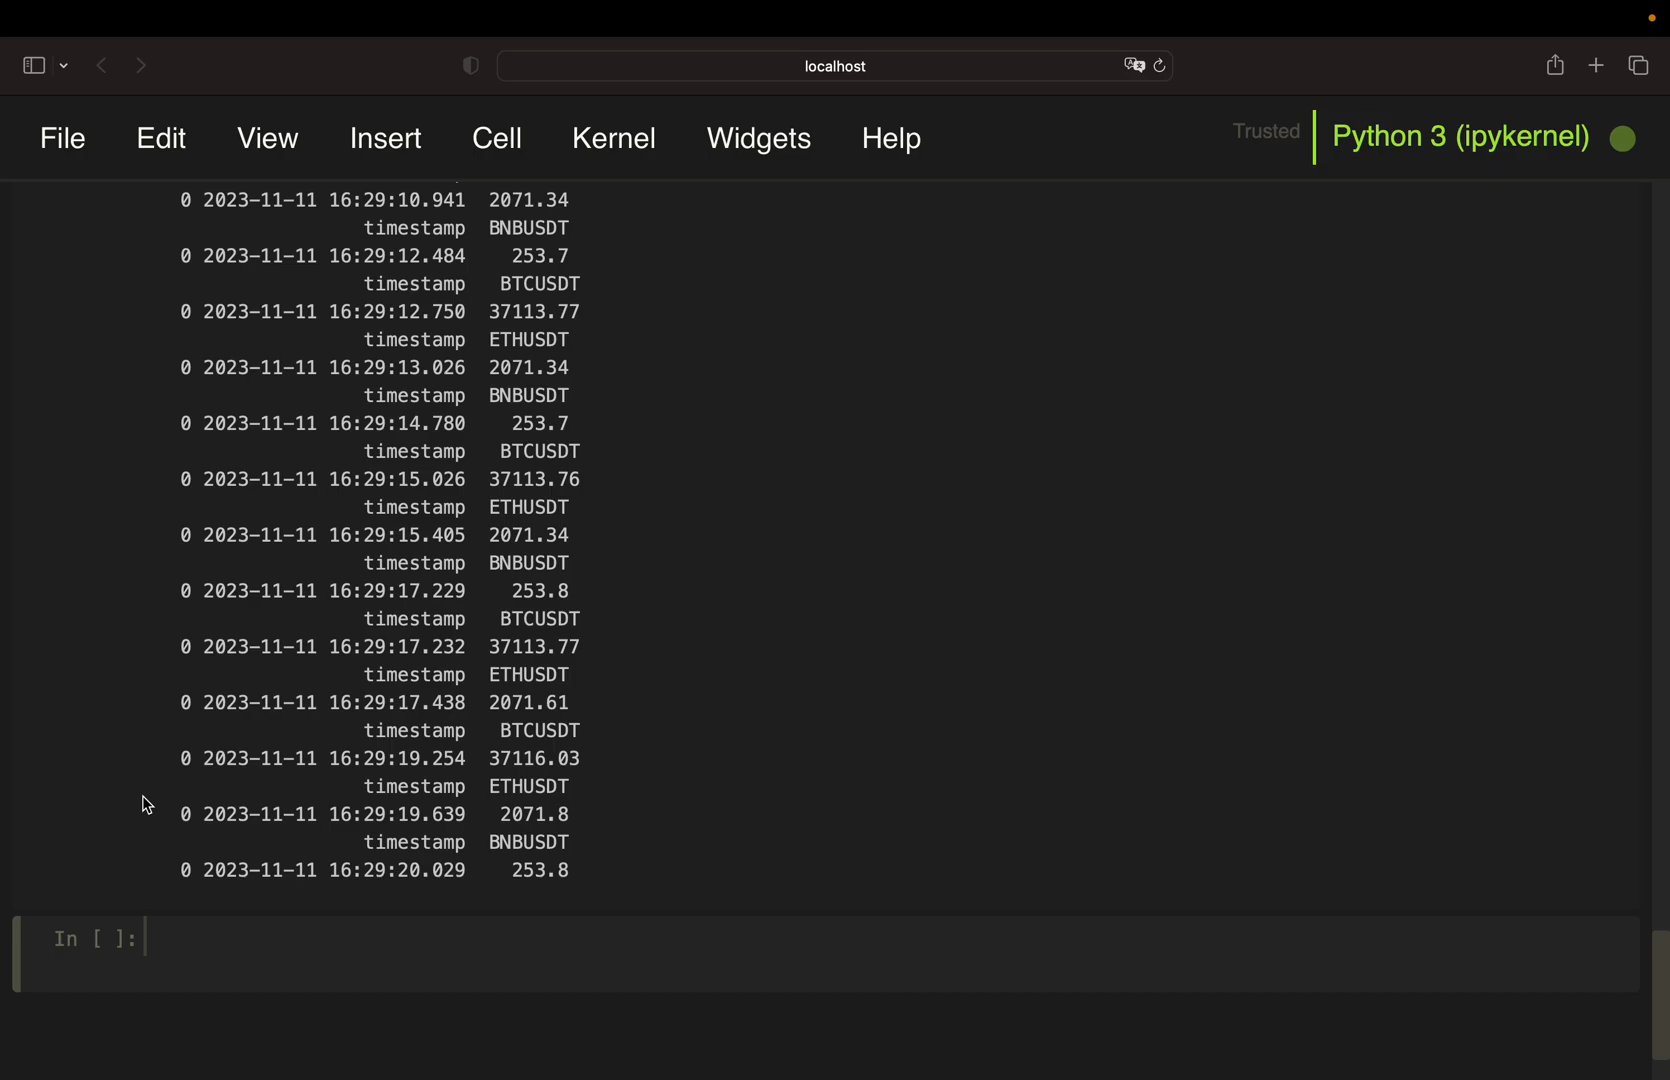 localhost
File Edit View Insert Cell Kernel Widgets Help Trusted Python 3 (ipykernel)
0 2023-11-11 16:29:10.941 2071.34
timestamp BNBUSDT
0 2023-11-11 16:29:12.484 253.7
timestamp BTCUSDT
0 2023-11-11 16:29:12.750 37113.77
timestamp ETHUSDT
0 2023-11-11 16:29:13.026 2071.34
timestamp BNBUSDT
0 2023-11-11 16:29:14.780 253.7
timestamp BTCUSDT
0 2023-11-11 16:29:15.026 37113.76
timestamp ETHUSDT
0 2023-11-11 16:29:15.405 2071.34
timestamp BNBUSDT
0 2023-11-11 16:29:17.229 253.8
timestamp BTCUSDT
0 2023-11-11 16:29:17.232 37113.77
timestamp ETHUSDT
0 2023-11-11 16:29:17.438 2071.61
timestamp BTCUSDT
0 2023-11-11 16:29:19.254 37116.03
timestamp ETHUSDT
0 2023-11-11 16:29:19.639 2071.8
timestamp BNBUSDT
0 2023-11-11 16:29:20.029 253.8
In [ ]: